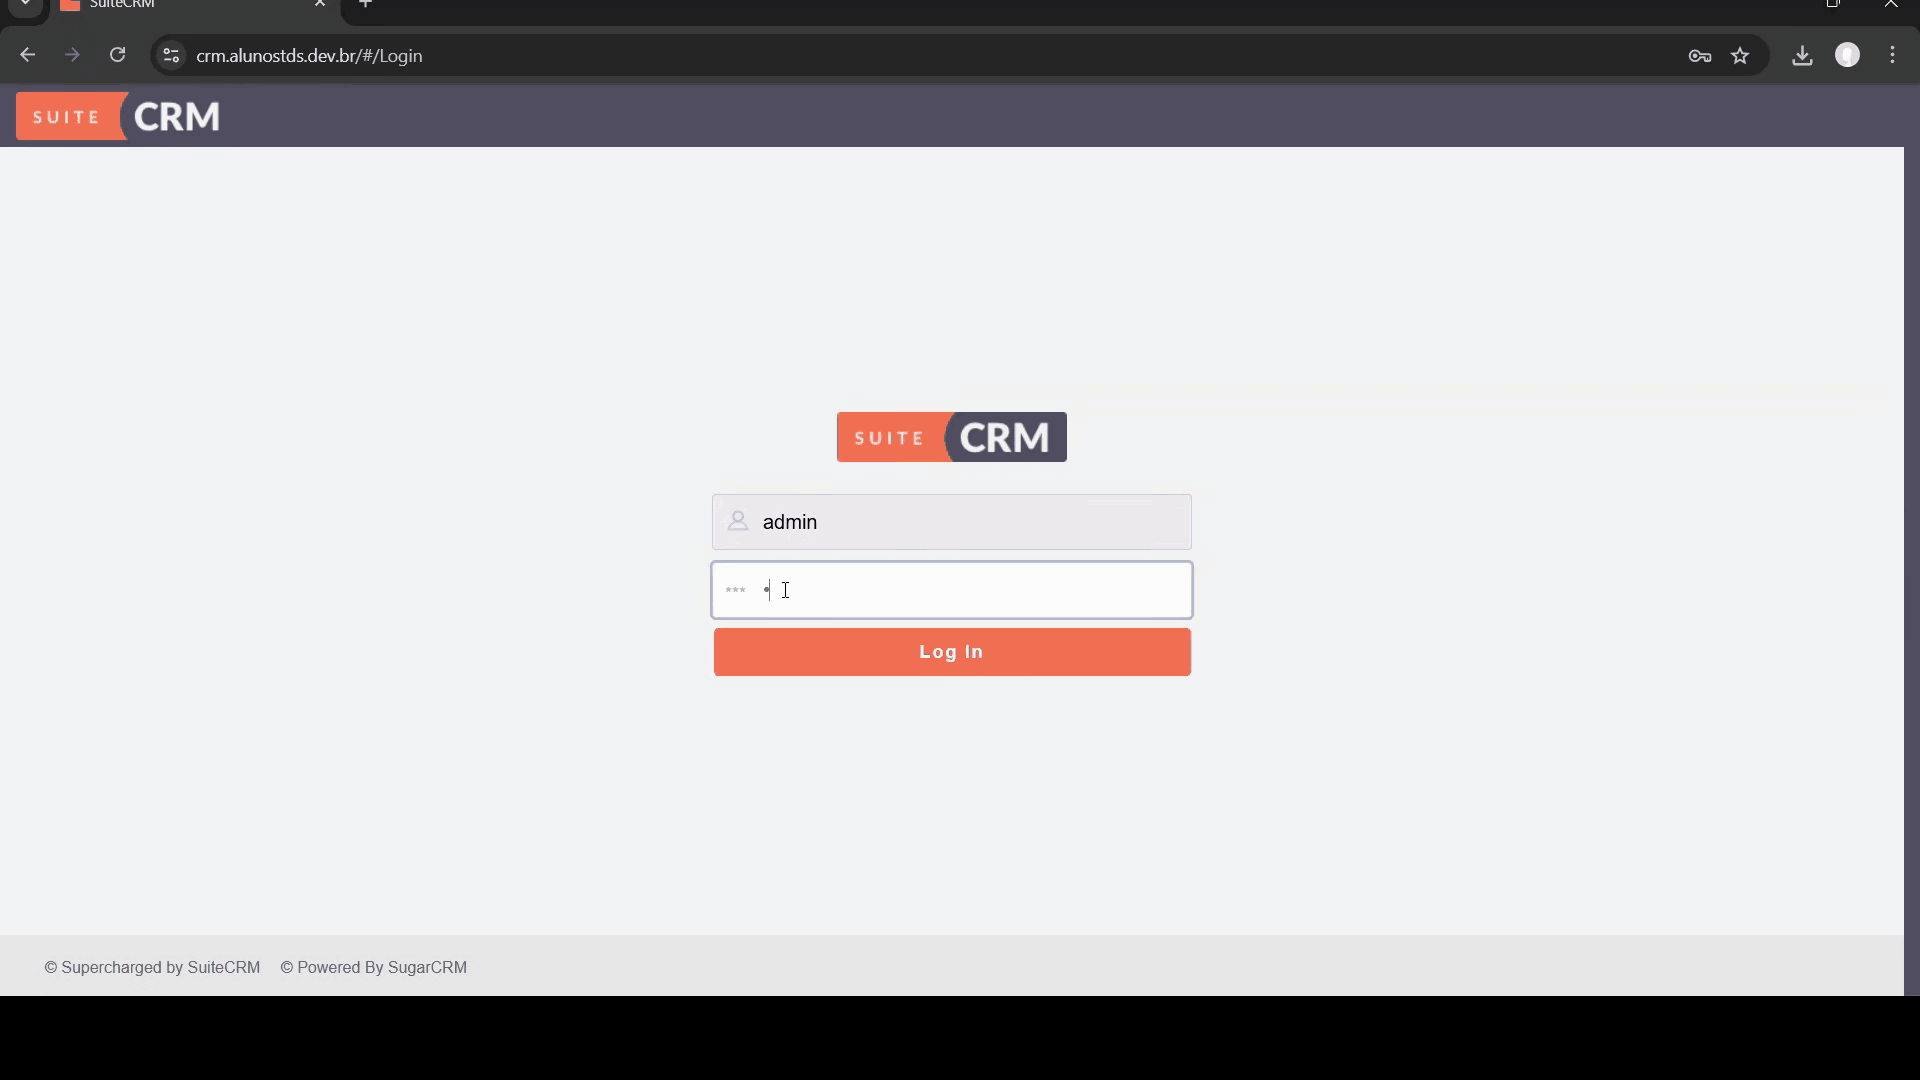 SuiteCRM
crm.alunostds.dev.br/#/Login
SUITE CRM
SUITE CRM
admin
***
Log In
© Supercharged by SuiteCRM © Powered By SugarCRM